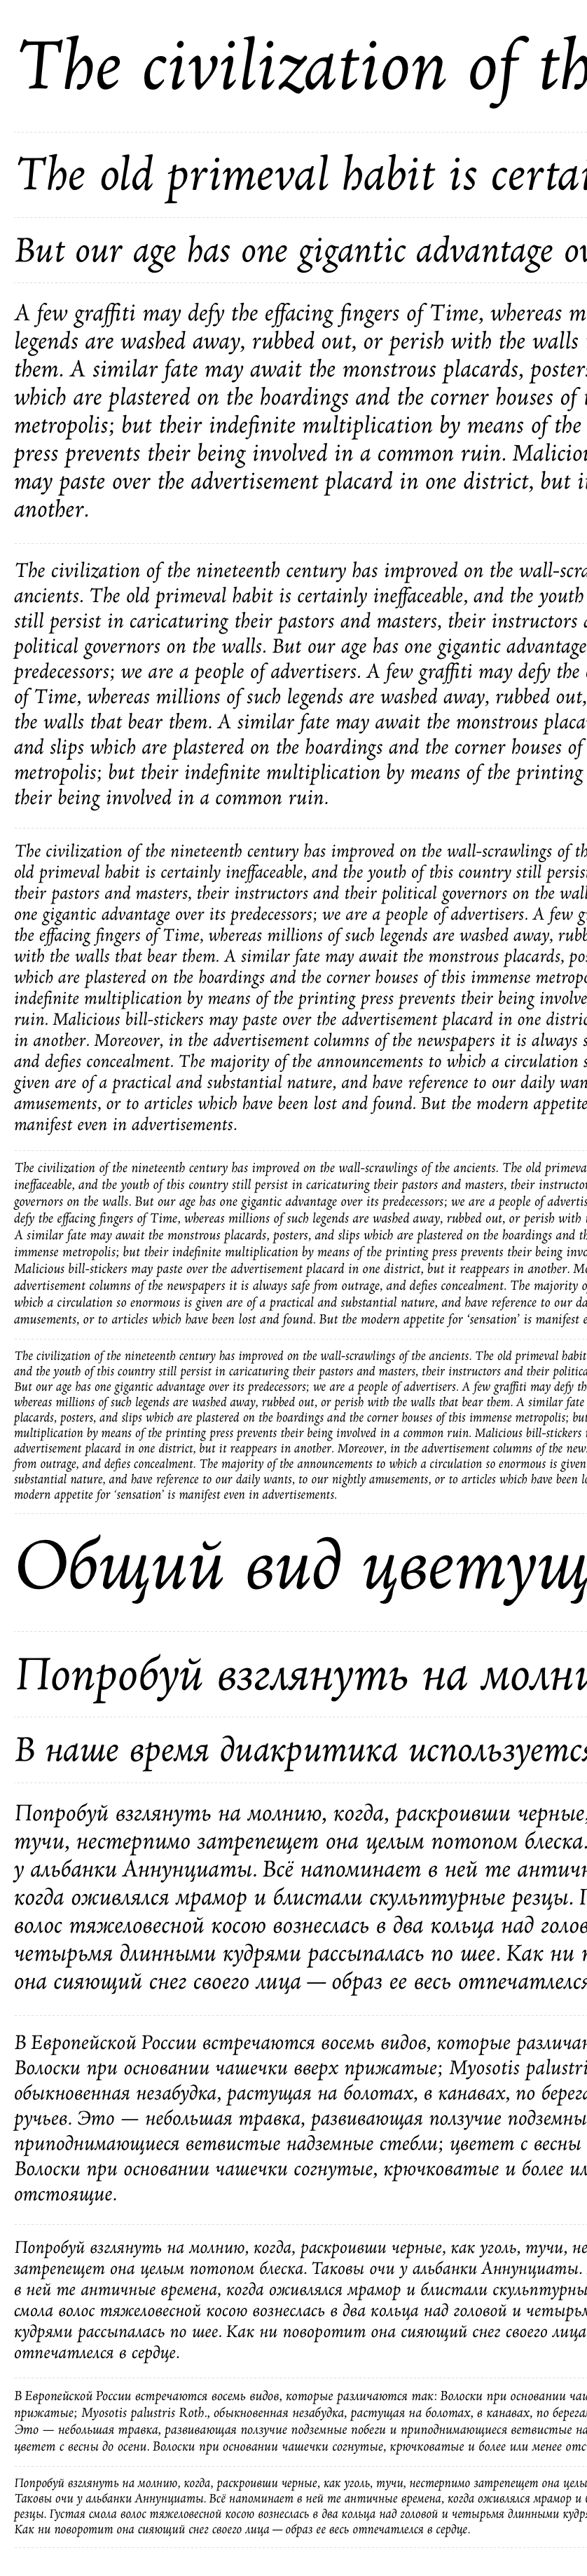 The civilization of th
The old primeval habit is certai
But our age has one gigantic advantage ov
A few graffiti may defy the effacing fingers of Time, whereas m
legends are washed away, rubbed out, or perish with the walls
them. A similar fate may await the monstrous placards, posters
which are plastered on the hoardings and the corner houses of t
metropolis; but their indefinite multiplication by means of the
press prevents their being involved in a common ruin. Maliciou
may paste over the advertisement placard in one district, but it
another.
The civilization of the nineteenth century has improved on the wall-scra
ancients. The old primeval habit is certainly ineffaceable, and the youth
still persist in caricaturing their pastors and masters, their instructors a
political governors on the walls. But our age has one gigantic advantage
predecessors; we are a people of advertisers. A few graffiti may defy the
of Time, whereas millions of such legends are washed away, rubbed out,
the walls that bear them. A similar fate may await the monstrous placa
and slips which are plastered on the hoardings and the corner houses of
metropolis; but their indefinite multiplication by means of the printing
their being involved in a common ruin.
The civilization of the nineteenth century has improved on the wall-scrawlings of th
old primeval habit is certainly ineffaceable, and the youth of this country still persis
their pastors and masters, their instructors and their political governors on the wall
one gigantic advantage over its predecessors; we are a people of advertisers. A few g
the effacing fingers of Time, whereas millions of such legends are washed away, rubb
with the walls that bear them. A similar fate may await the monstrous placards, pos
which are plastered on the hoardings and the corner houses of this immense metropo
indefinite multiplication by means of the printing press prevents their being involve
ruin. Malicious bill-stickers may paste over the advertisement placard in one distric
in another. Moreover, in the advertisement columns of the newspapers it is always s
and defies concealment. The majority of the announcements to which a circulation s
given are of a practical and substantial nature, and have reference to our daily wan
amusements, or to articles which have been lost and found. But the modern appetite
manifest even in advertisements.
The civilization of the nineteenth century has improved on the wall-scrawlings of the ancients. The old primeva
ineffaceable, and the youth of this country still persist in caricaturing their pastors and masters, their instructor
governors on the walls. But our age has one gigantic advantage over its predecessors; we are a people of advertis
defy the effacing fingers of Time, whereas millions of such legends are washed away, rubbed out, or perish with
A similar fate may await the monstrous placards, posters, and slips which are plastered on the hoardings and th
immense metropolis; but their indefinite multiplication by means of the printing press prevents their being invo
Malicious bill-stickers may paste over the advertisement placard in one district, but it reappears in another. Mo
advertisement columns of the newspapers it is always safe from outrage, and defies concealment. The majority o
which a circulation so enormous is given are of a practical and substantial nature, and have reference to our da
amusements, or to articles which have been lost and found. But the modern appetite for ‘sensation’ is manifest e
The civilization of the nineteenth century has improved on the wall-scrawlings of the ancients. The old primeval habit
and the youth of this country still persist in caricaturing their pastors and masters, their instructors and their politica
But our age has one gigantic advantage over its predecessors; we are a people of advertisers. A few graffiti may defy th
whereas millions of such legends are washed away, rubbed out, or perish with the walls that bear them. A similar fate
placards, posters, and slips which are plastered on the hoardings and the corner houses of this immense metropolis; bu
multiplication by means of the printing press prevents their being involved in a common ruin. Malicious bill-stickers
advertisement placard in one district, but it reappears in another. Moreover, in the advertisement columns of the new
from outrage, and defies concealment. The majority of the announcements to which a circulation so enormous is given
substantial nature, and have reference to our daily wants, to our nightly amusements, or to articles which have been lo
modern appetite for ‘sensation’ is manifest even in advertisements.
Общий вид цветущ
Попробуй взглянуть на молни
В наше время диакритика используется
Попробуй взглянуть на молнию, когда, раскроивши черные,
тучи, нестерпимо затрепещет она целым потопом блеска.
у альбанки Аннунциаты. Всё напоминает в ней те античн
когда оживлялся мрамор и блистали скульптурные резцы. Г
волос тяжеловесной косою вознеслась в два кольца над голов
четырьмя длинными кудрями рассыпалась по шее. Как ни п
она сияющий снег своего лица — образ ее весь отпечатлелся
В Европейской России встречаются восемь видов, которые различаю
Волоски при основании чашечки вверх прижатые; Myosotis palustri
обыкновенная незабудка, растущая на болотах, в канавах, по берега
ручьев. Это — небольшая травка, развивающая ползучие подземны
приподнимающиеся ветвистые надземные стебли; цветет с весны
Волоски при основании чашечки согнутые, крючковатые и более ил
отстоящие.
Попробуй взглянуть на молнию, когда, раскроивши черные, как уголь, тучи, не
затрепещет она целым потопом блеска. Таковы очи у альбанки Аннунциаты.
в ней те античные времена, когда оживлялся мрамор и блистали скульптурны
смола волос тяжеловесной косою вознеслась в два кольца над головой и четырьм
кудрями рассыпалась по шее. Как ни поворотит она сияющий снег своего лица
отпечатлелся в сердце.
В Европейской России встречаются восемь видов, которые различаются так: Волоски при основании чаш
прижатые; Myosotis palustris Roth., обыкновенная незабудка, растущая на болотах, в канавах, по берегам
Это — небольшая травка, развивающая ползучие подземные побеги и приподнимающиеся ветвистые на
цветет с весны до осени. Волоски при основании чашечки согнутые, крючковатые и более или менее отс
Попробуй взглянуть на молнию, когда, раскроивши черные, как уголь, тучи, нестерпимо затрепещет она целы
Таковы очи у альбанки Аннунциаты. Всё напоминает в ней те античные времена, когда оживлялся мрамор и б
резцы. Густая смола волос тяжеловесной косою вознеслась в два кольца над головой и четырьмя длинными кудр
Как ни поворотит она сияющий снег своего лица — образ ее весь отпечатлелся в сердце.